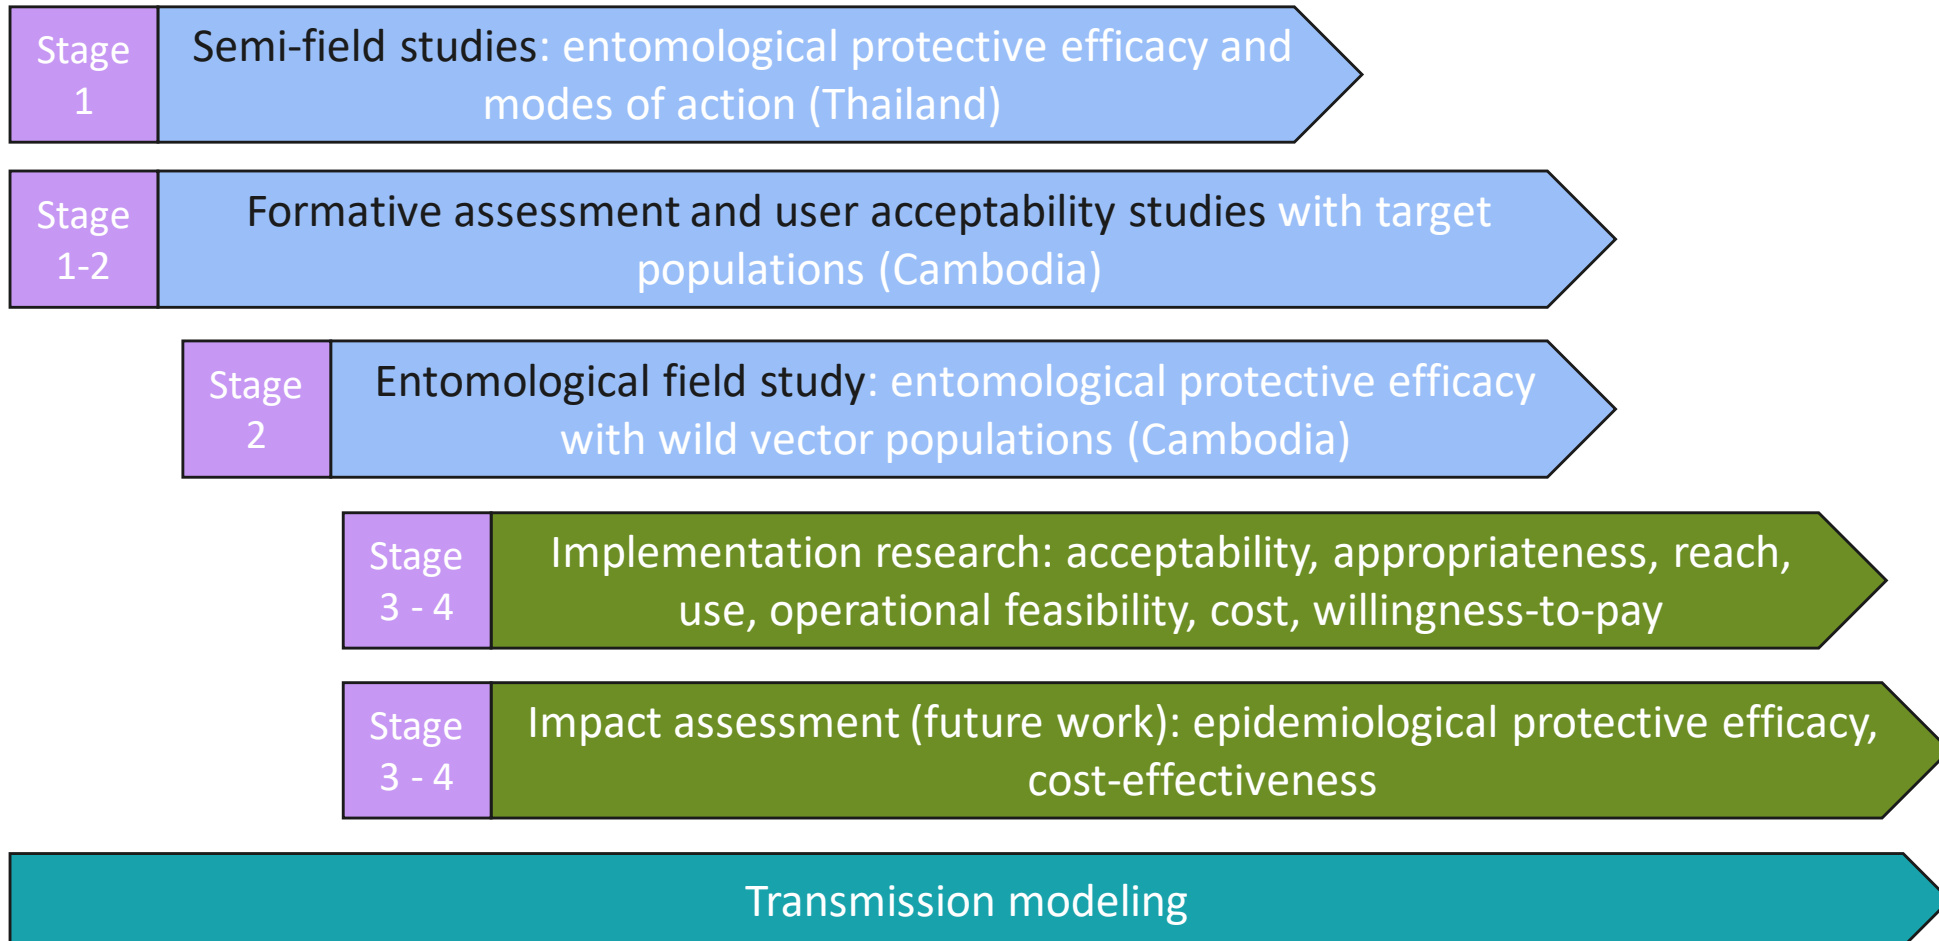 Stage
1
Semi-field studies: entomological protective efficacy and
modes of action (Thailand)
Stage
1-2
Formative assessment and user acceptability studies with target
populations (Cambodia)
Stage
2
Entomological field study: entomological protective efficacy
with wild vector populations (Cambodia)
Stage
3 - 4
Implementation research: acceptability, appropriateness, reach,
use, operational feasibility, cost, willingness-to-pay
Stage
3 - 4
Impact assessment (future work): epidemiological protective efficacy,
cost-effectiveness
Transmission modeling